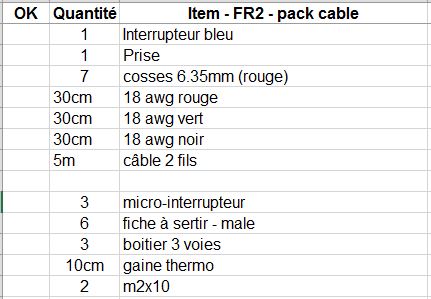 OK Quantité Item - FR2 - pack cable
1 Interrupteur bleu
1 Prise
7 cosses 6.35mm (rouge)
30cm 18 awg rouge
30cm 18 awg vert
30cm 18 awg noir
5m câble 2 fils
3 micro-interrupteur
6 fiche à sertir - male
3 boitier 3 voies
10cm gaine thermo
2 m2x10